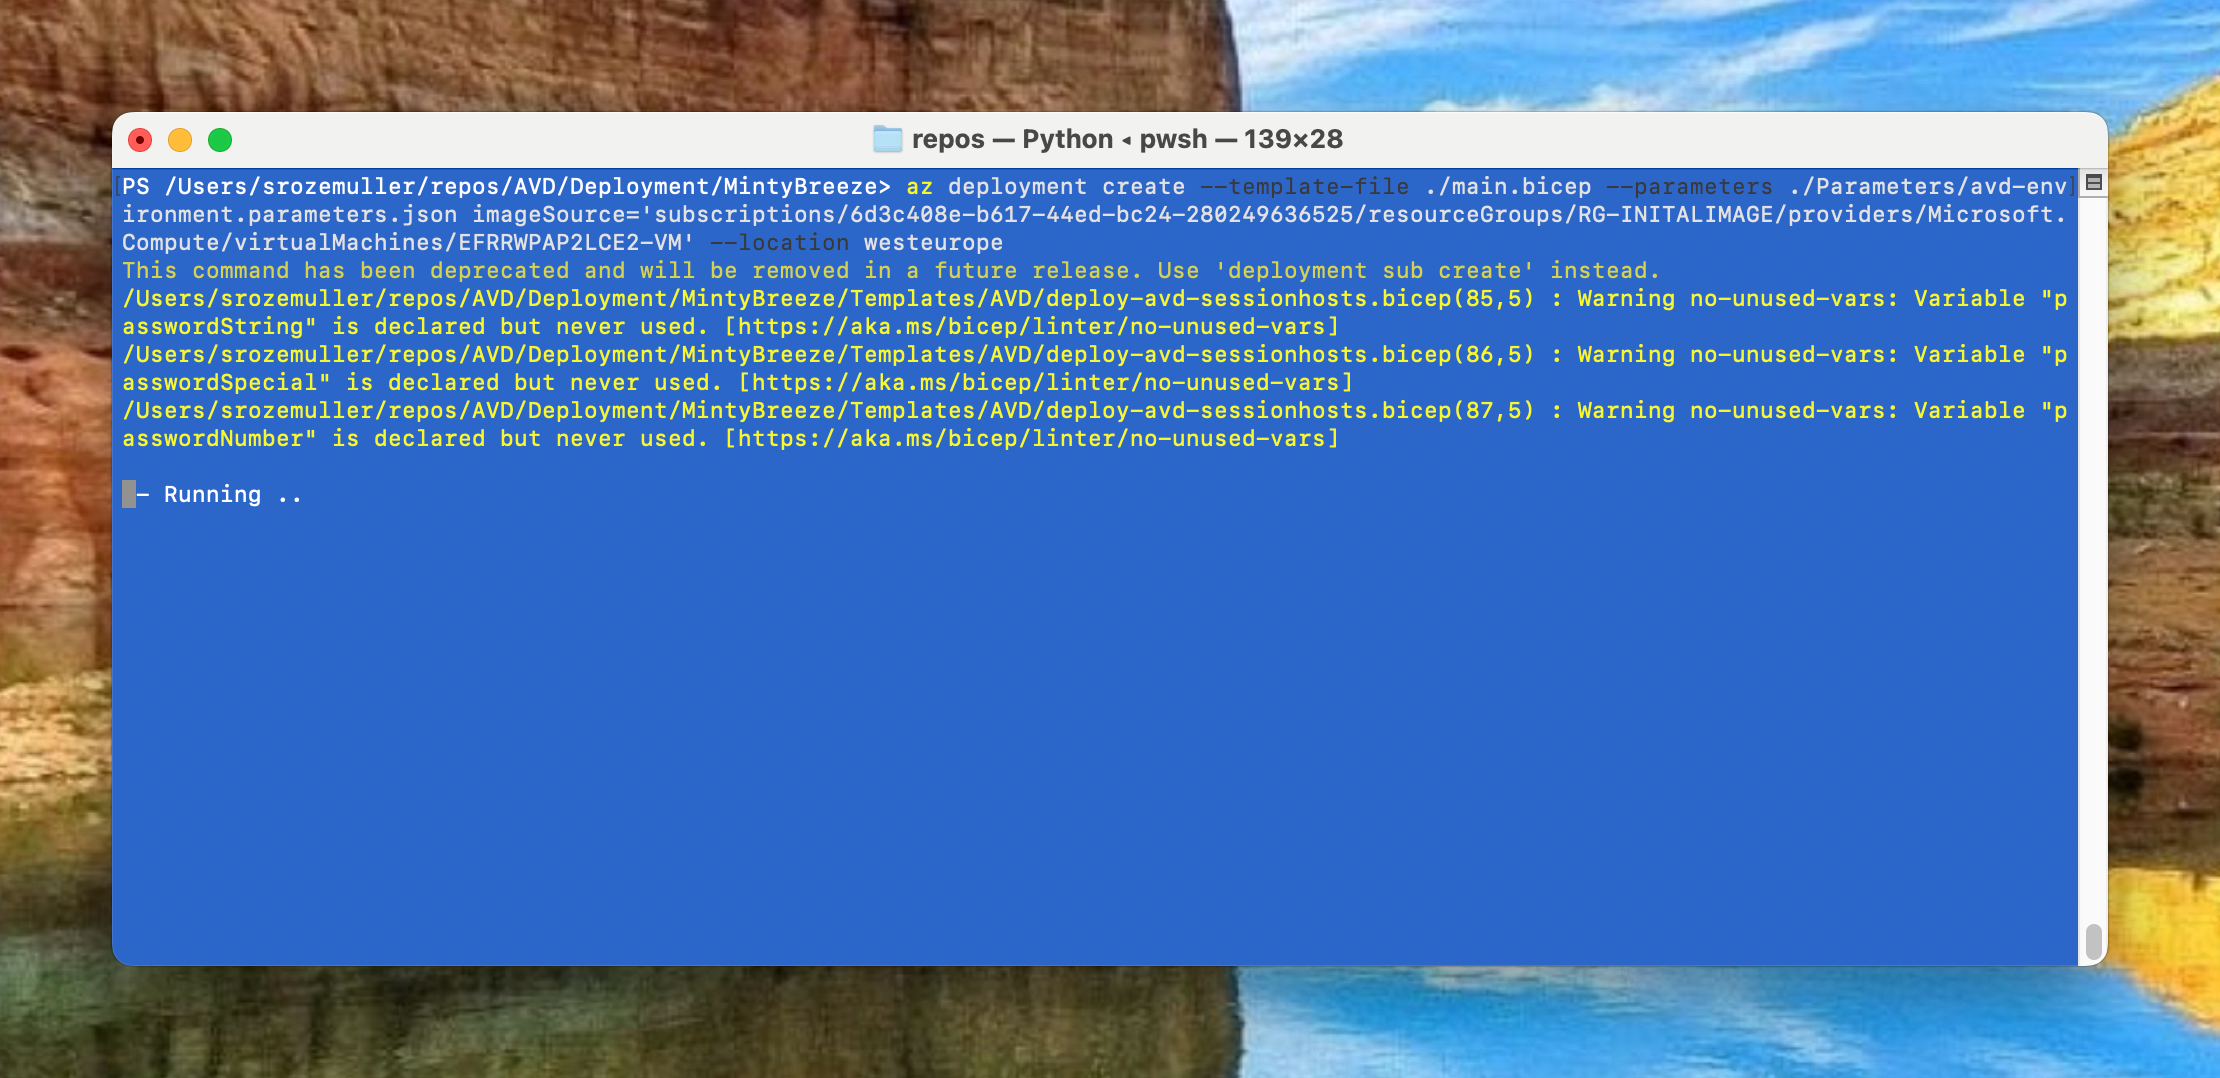 repos — Python ◂ pwsh — 139×28
PS /Users/srozemuller/repos/AVD/Deployment/MintyBreeze> az deployment create --template-file ./main.bicep --parameters ./Parameters/avd-env
ironment.parameters.json imageSource='subscriptions/6d3c408e-b617-44ed-bc24-280249636525/resourceGroups/RG-INITALIMAGE/providers/Microsoft.
Compute/virtualMachines/EFRRWPAP2LCE2-VM' --location westeurope
This command has been deprecated and will be removed in a future release. Use 'deployment sub create' instead.
/Users/srozemuller/repos/AVD/Deployment/MintyBreeze/Templates/AVD/deploy-avd-sessionhosts.bicep(85,5) : Warning no-unused-vars: Variable "p
asswordString" is declared but never used. [https://aka.ms/bicep/linter/no-unused-vars]
/Users/srozemuller/repos/AVD/Deployment/MintyBreeze/Templates/AVD/deploy-avd-sessionhosts.bicep(86,5) : Warning no-unused-vars: Variable "p
asswordSpecial" is declared but never used. [https://aka.ms/bicep/linter/no-unused-vars]
/Users/srozemuller/repos/AVD/Deployment/MintyBreeze/Templates/AVD/deploy-avd-sessionhosts.bicep(87,5) : Warning no-unused-vars: Variable "p
asswordNumber" is declared but never used. [https://aka.ms/bicep/linter/no-unused-vars]
- Running ..